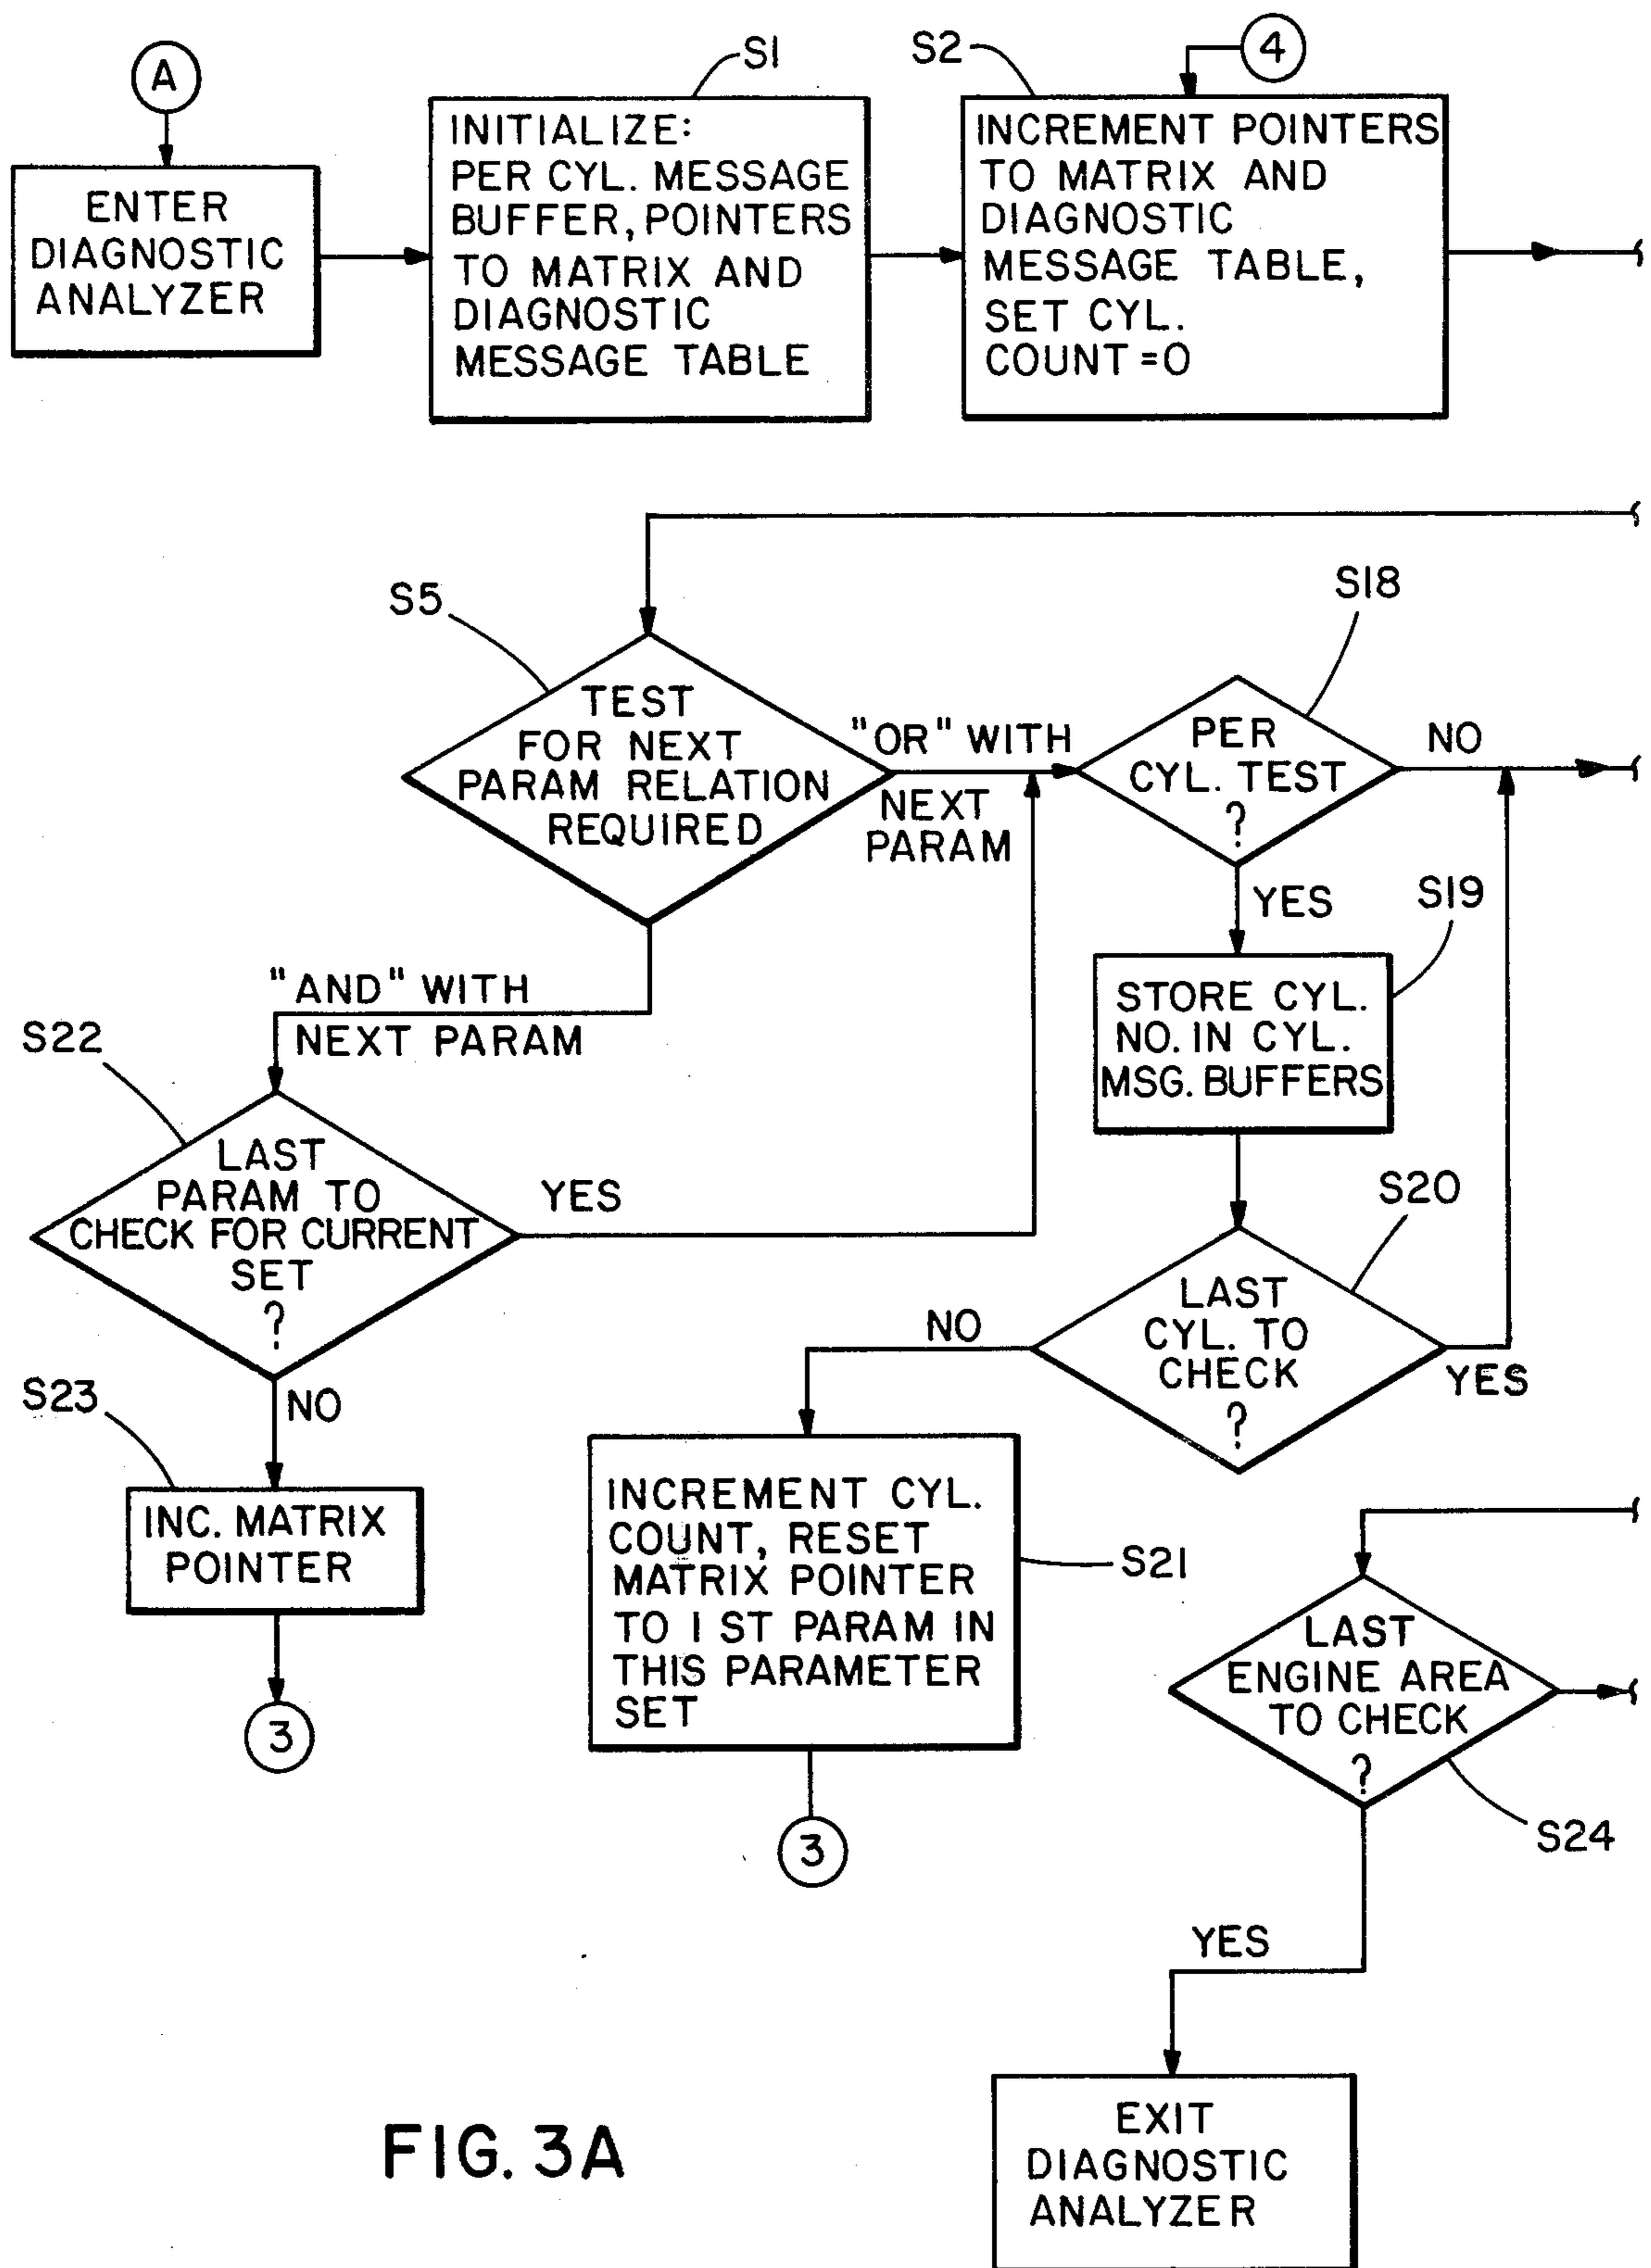 A
S1
S2
4
ENTER
DIAGNOSTIC
ANALYZER
INITIALIZE:
PER CYL. MESSAGE
BUFFER, POINTERS
TO MATRIX AND
DIAGNOSTIC
MESSAGE TABLE
INCREMENT POINTERS
TO MATRIX AND
DIAGNOSTIC
MESSAGE TABLE,
SET CYL.
COUNT = 0
S5
TEST
FOR NEXT
PARAM RELATION
REQUIRED
"OR" WITH
NEXT
PARAM
S18
PER
CYL. TEST
?
NO
YES
S19
STORE CYL.
NO. IN CYL.
MSG. BUFFERS
"AND" WITH
NEXT PARAM
S22
LAST
PARAM TO
CHECK FOR CURRENT
SET
?
YES
NO
S20
LAST
CYL. TO
CHECK
?
NO
YES
S23
INC. MATRIX
POINTER
3
INCREMENT CYL.
COUNT, RESET
MATRIX POINTER
TO 1 ST PARAM IN
THIS PARAMETER
SET
S21
3
LAST
ENGINE AREA
TO CHECK
?
S24
YES
EXIT
DIAGNOSTIC
ANALYZER
FIG. 3A